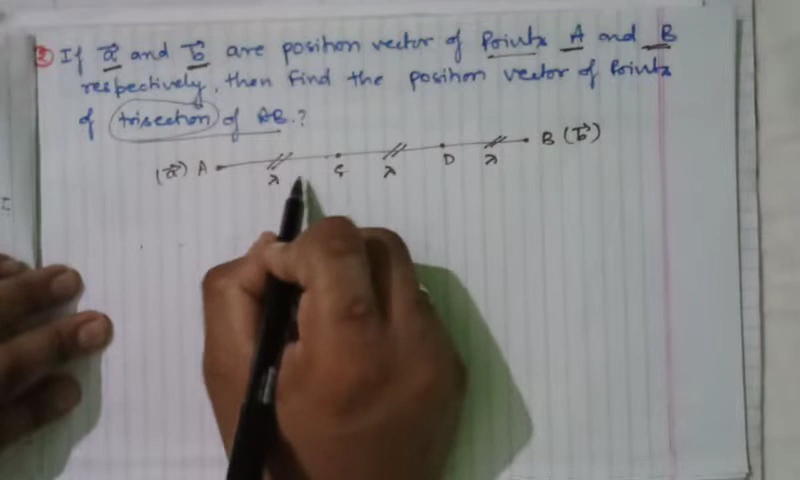 ② If a⃗ and b⃗ are position vector of Points A and B
respectively, then find the position vector of Points
of trisection of AB.?
(a⃗) A λ C λ D λ B (b⃗)